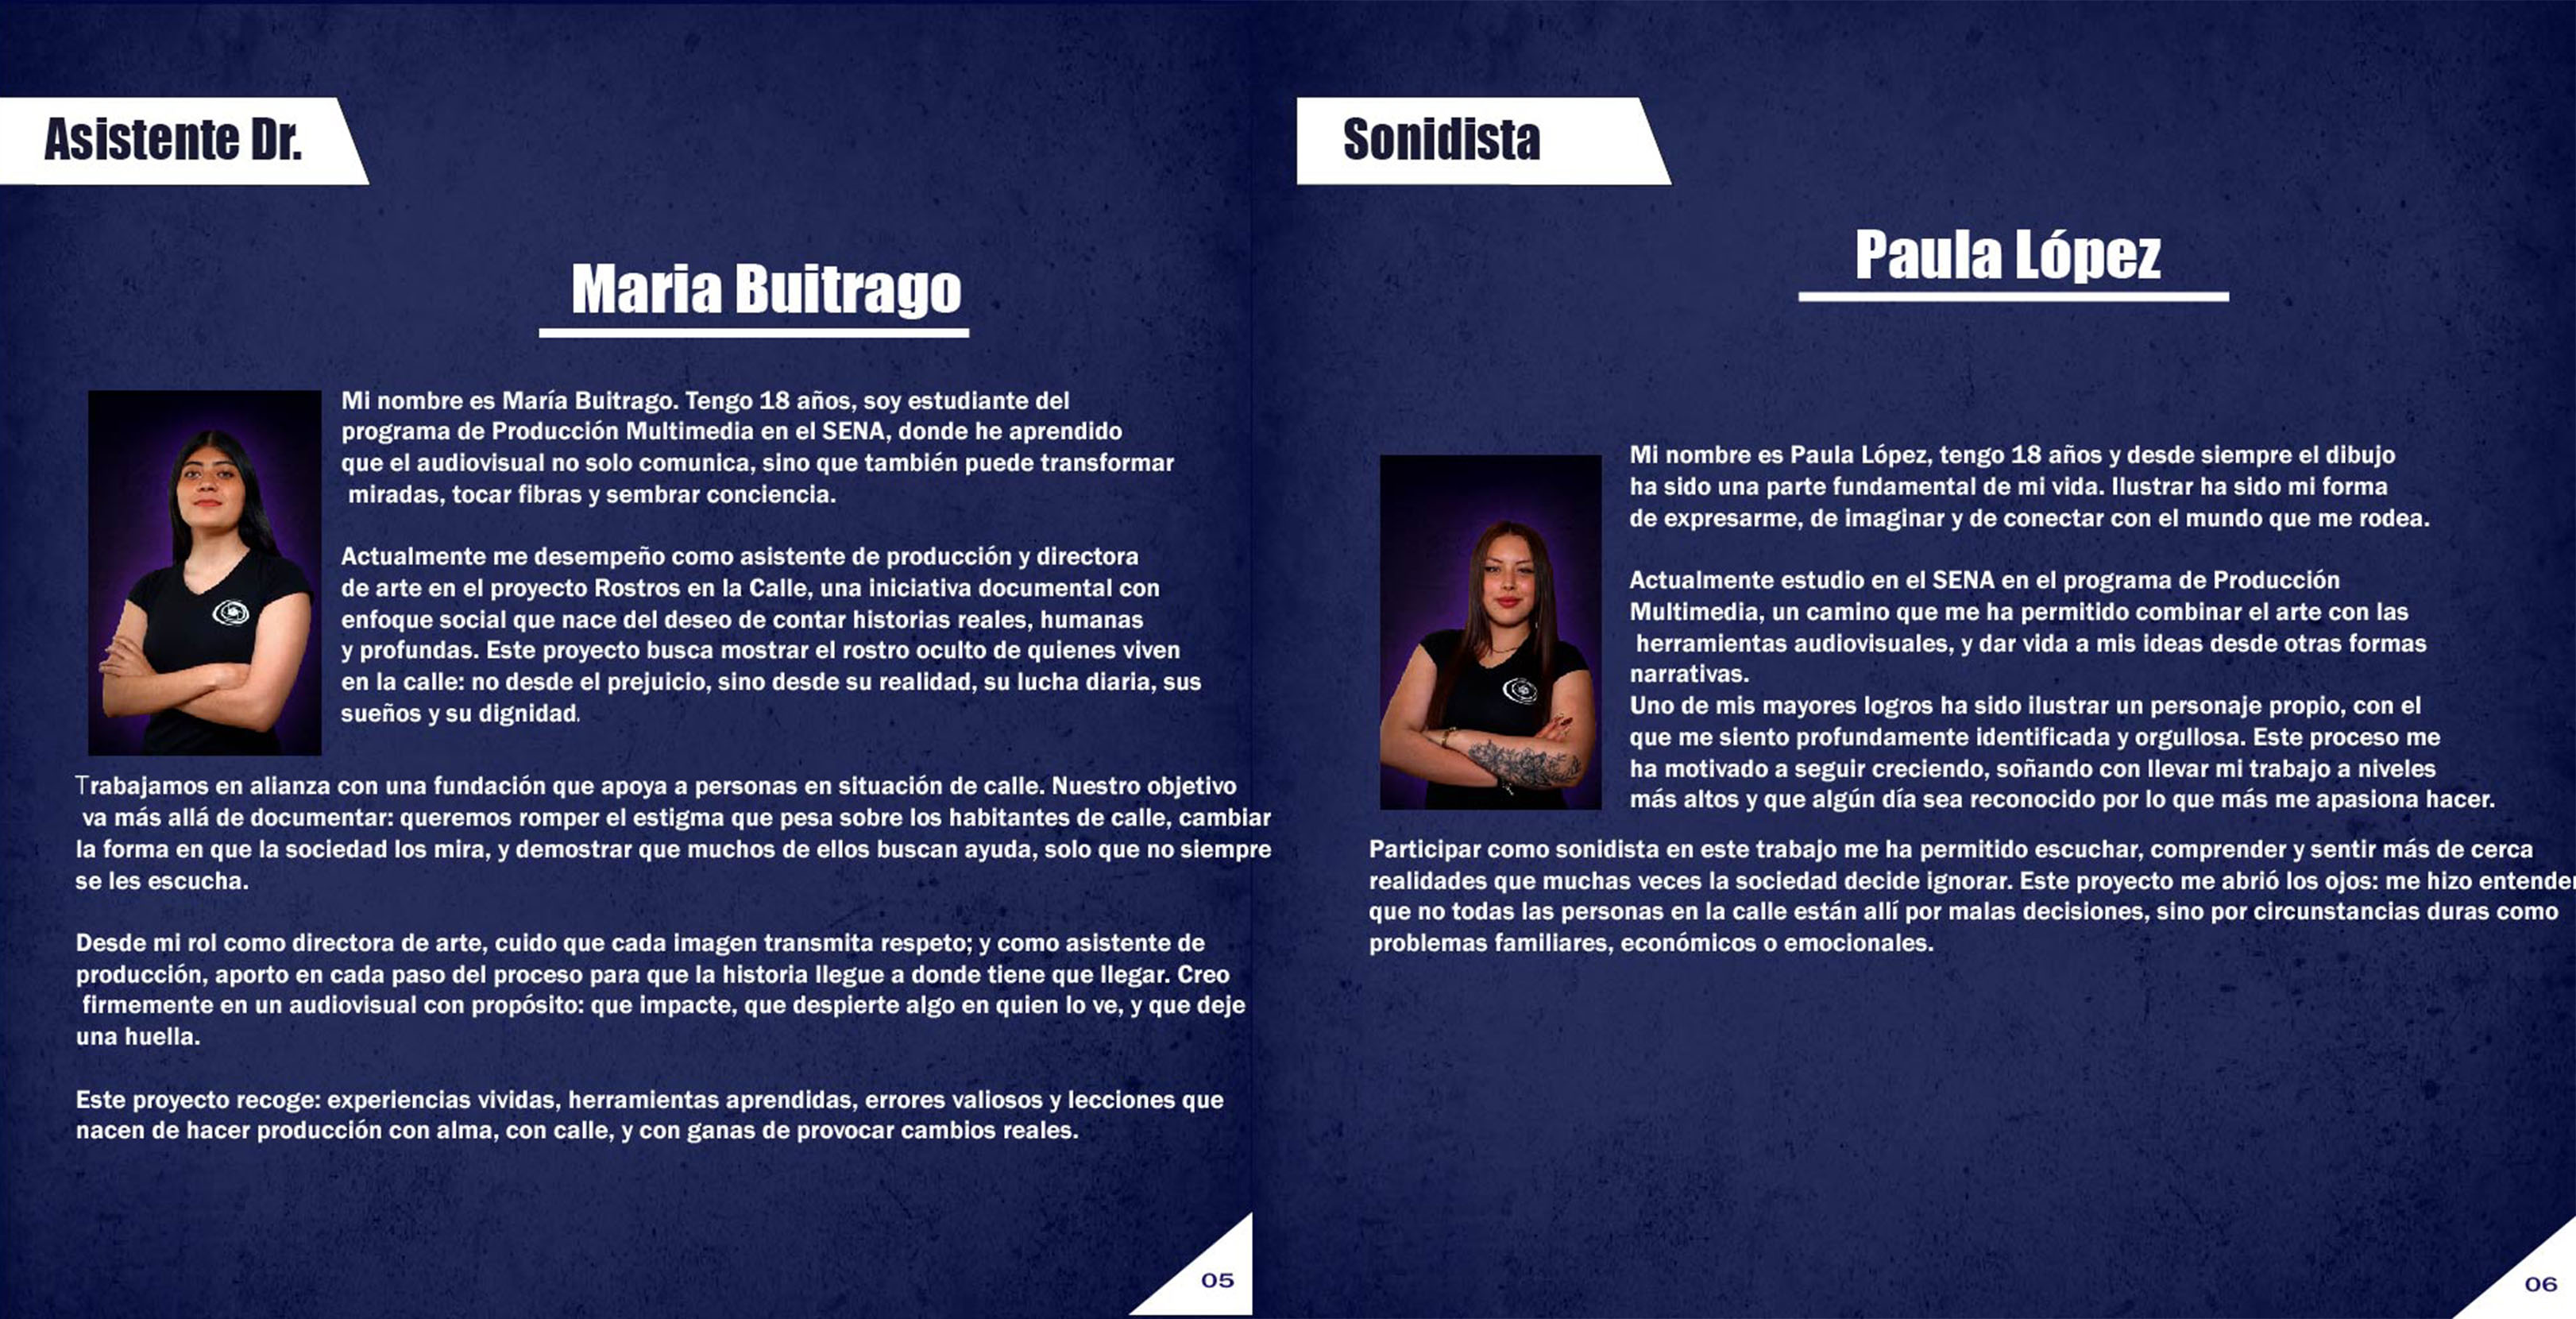 Asistente Dr.
Maria Buitrago
Mi nombre es María Buitrago. Tengo 18 años, soy estudiante del
programa de Producción Multimedia en el SENA, donde he aprendido
que el audiovisual no solo comunica, sino que también puede transformar
miradas, tocar fibras y sembrar conciencia.
Actualmente me desempeño como asistente de producción y directora
de arte en el proyecto Rostros en la Calle, una iniciativa documental con
enfoque social que nace del deseo de contar historias reales, humanas
y profundas. Este proyecto busca mostrar el rostro oculto de quienes viven
en la calle: no desde el prejuicio, sino desde su realidad, su lucha diaria, sus
sueños y su dignidad.
Trabajamos en alianza con una fundación que apoya a personas en situación de calle. Nuestro objetivo
va más allá de documentar: queremos romper el estigma que pesa sobre los habitantes de calle, cambiar
la forma en que la sociedad los mira, y demostrar que muchos de ellos buscan ayuda, solo que no siempre
se les escucha.
Desde mi rol como directora de arte, cuido que cada imagen transmita respeto; y como asistente de
producción, aporto en cada paso del proceso para que la historia llegue a donde tiene que llegar. Creo
firmemente en un audiovisual con propósito: que impacte, que despierte algo en quien lo ve, y que deje
una huella.
Este proyecto recoge: experiencias vividas, herramientas aprendidas, errores valiosos y lecciones que
nacen de hacer producción con alma, con calle, y con ganas de provocar cambios reales.
05
Sonidista
Paula López
Mi nombre es Paula López, tengo 18 años y desde siempre el dibujo
ha sido una parte fundamental de mi vida. Ilustrar ha sido mi forma
de expresarme, de imaginar y de conectar con el mundo que me rodea.
Actualmente estudio en el SENA en el programa de Producción
Multimedia, un camino que me ha permitido combinar el arte con las
herramientas audiovisuales, y dar vida a mis ideas desde otras formas
narrativas.
Uno de mis mayores logros ha sido ilustrar un personaje propio, con el
que me siento profundamente identificada y orgullosa. Este proceso me
ha motivado a seguir creciendo, soñando con llevar mi trabajo a niveles
más altos y que algún día sea reconocido por lo que más me apasiona hacer.
Participar como sonidista en este trabajo me ha permitido escuchar, comprender y sentir más de cerca
realidades que muchas veces la sociedad decide ignorar. Este proyecto me abrió los ojos: me hizo entender
que no todas las personas en la calle están allí por malas decisiones, sino por circunstancias duras como
problemas familiares, económicos o emocionales.
06